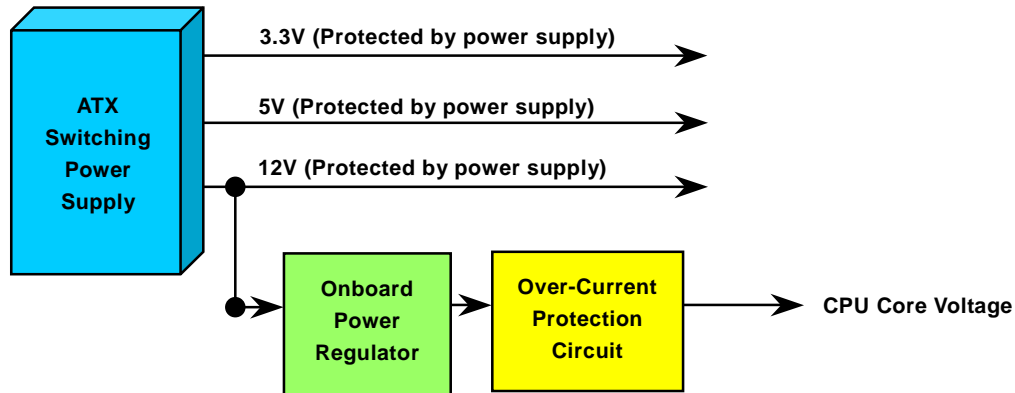 3.3V (Protected by power supply)
ATX
Switching
Power
Supply
5V (Protected by power supply)
12V (Protected by power supply)
Onboard
Power
Regulator
Over-Current
Protection
Circuit
CPU Core Voltage